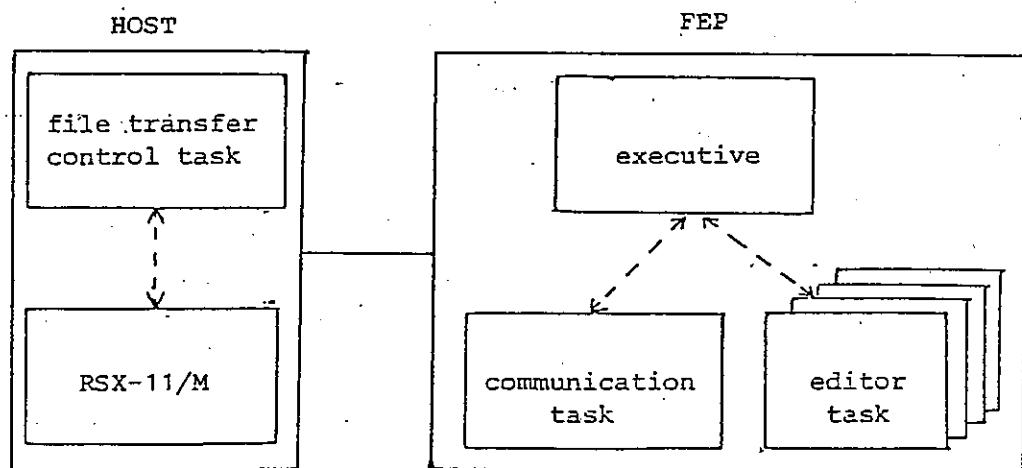 HOST
FEP
file transfer
control task
executive
RSX-11/M
communication
task
editor
task